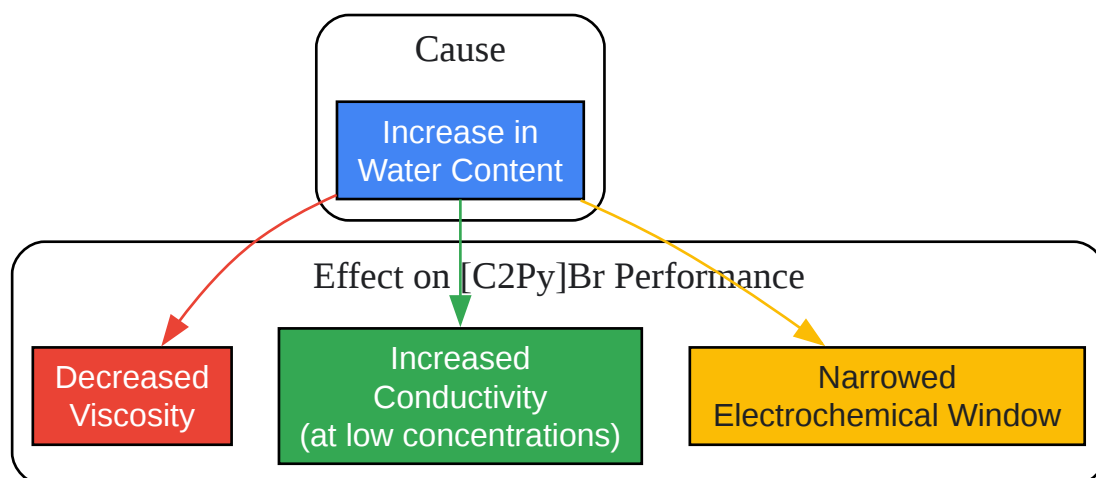 Cause
Increase in
Water Content
Effect on [C2Py]Br Performance
Decreased
Viscosity
Increased
Conductivity
(at low concentrations)
Narrowed
Electrochemical Window